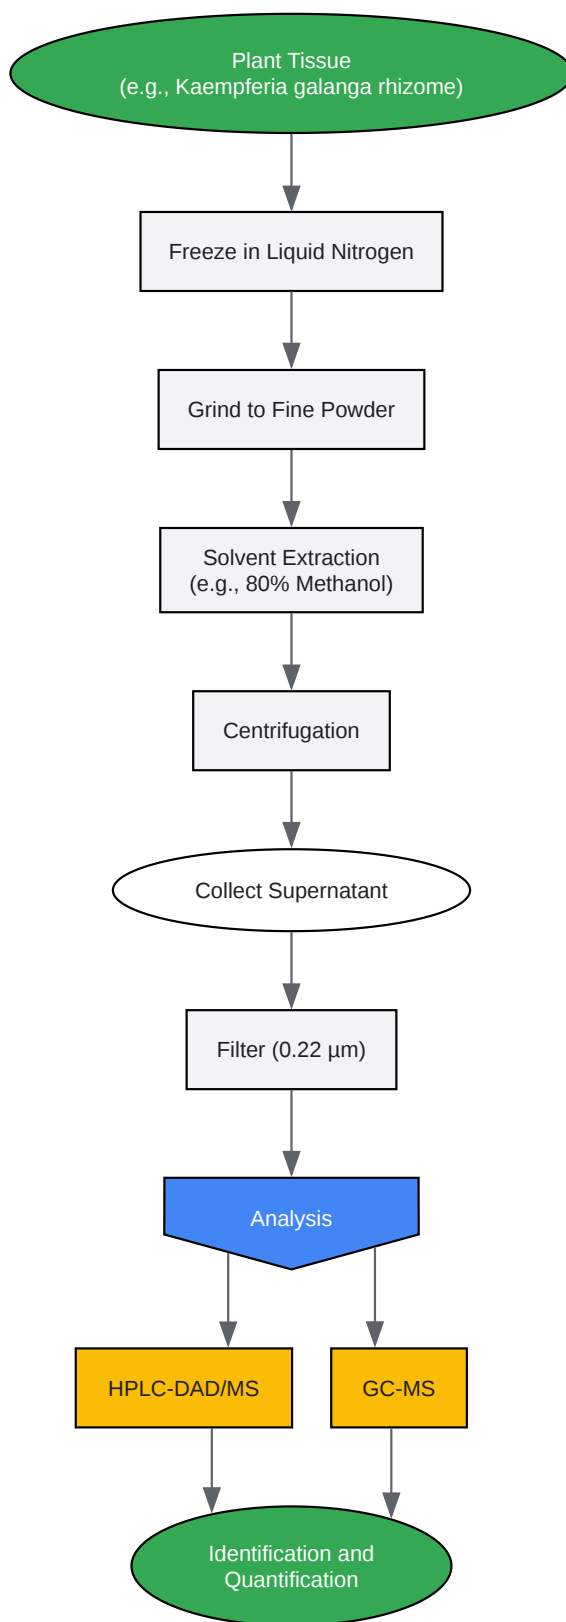 Plant Tissue
(e.g., Kaempferia galanga rhizome)
Freeze in Liquid Nitrogen
Grind to Fine Powder
Solvent Extraction
(e.g., 80% Methanol)
Centrifugation
Collect Supernatant
Filter (0.22 µm)
Analysis
HPLC-DAD/MS
GC-MS
Identification and
Quantification